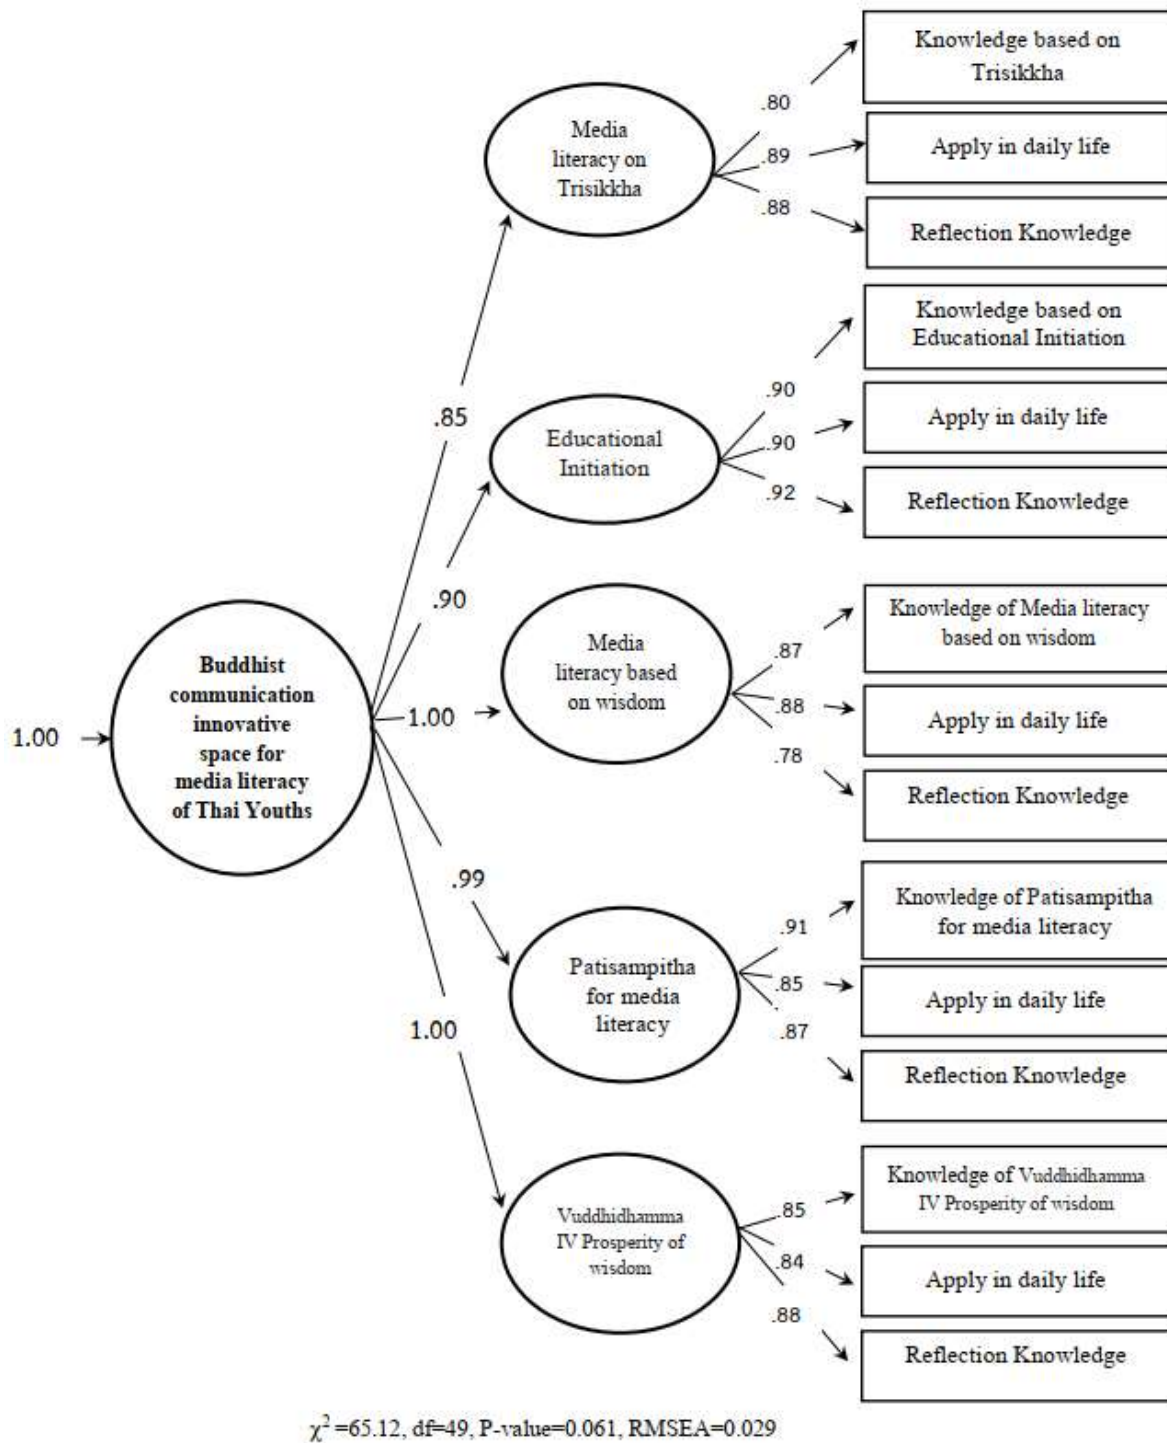 Knowledge based on
Trisikkha
.80
Media
literacy on
Trisikkha
.89
Apply in daily life
.88
Reflection Knowledge
Knowledge based on
Educational Initiation
.90
.85
Educational
Initiation
.90
Apply in daily life
.92
Reflection Knowledge
.90
Knowledge of Media literacy
based on wisdom
.87
Media
literacy based
on wisdom
.88
Apply in daily life
.78
Reflection Knowledge
Buddhist
communication
innovative
space for
media literacy
of Thai Youths
1.00
1.00
.99
Knowledge of Patisampitha
for media literacy
.91
Patisampitha
for media
literacy
.85
Apply in daily life
.87
Reflection Knowledge
1.00
Knowledge of Vuddhidhamma
IV Prosperity of wisdom
.85
Vuddhidhamma
IV Prosperity of
wisdom
.84
Apply in daily life
.88
Reflection Knowledge
χ² =65.12, df=49, P-value=0.061, RMSEA=0.029